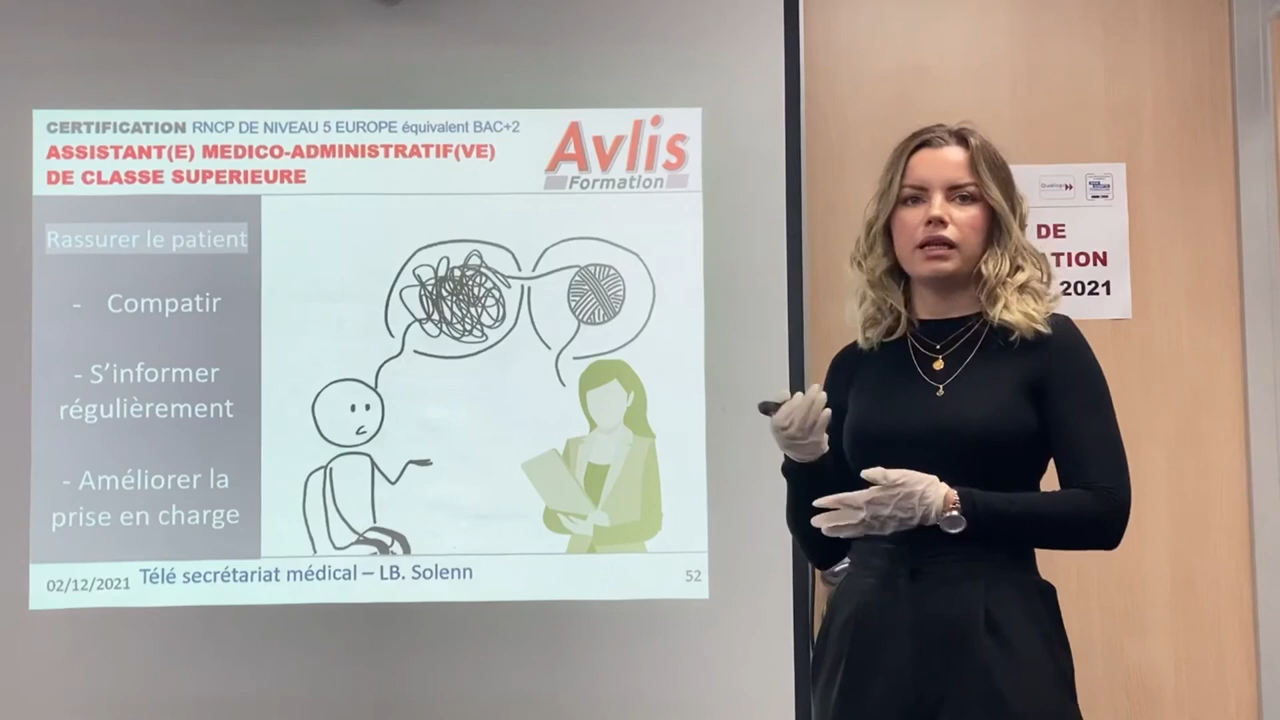 CERTIFICATION RNCP DE NIVEAU 5 EUROPE équivalent BAC+2
ASSISTANT(E) MEDICO-ADMINISTRATIF(VE)
DE CLASSE SUPERIEURE
Avlis
Formation
Rassurer le patient
- Compatir
- S'informer
régulièrement
- Améliorer la
prise en charge
02/12/2021 Télé secrétariat médical – LB. Solenn 52
DE
TION
2021